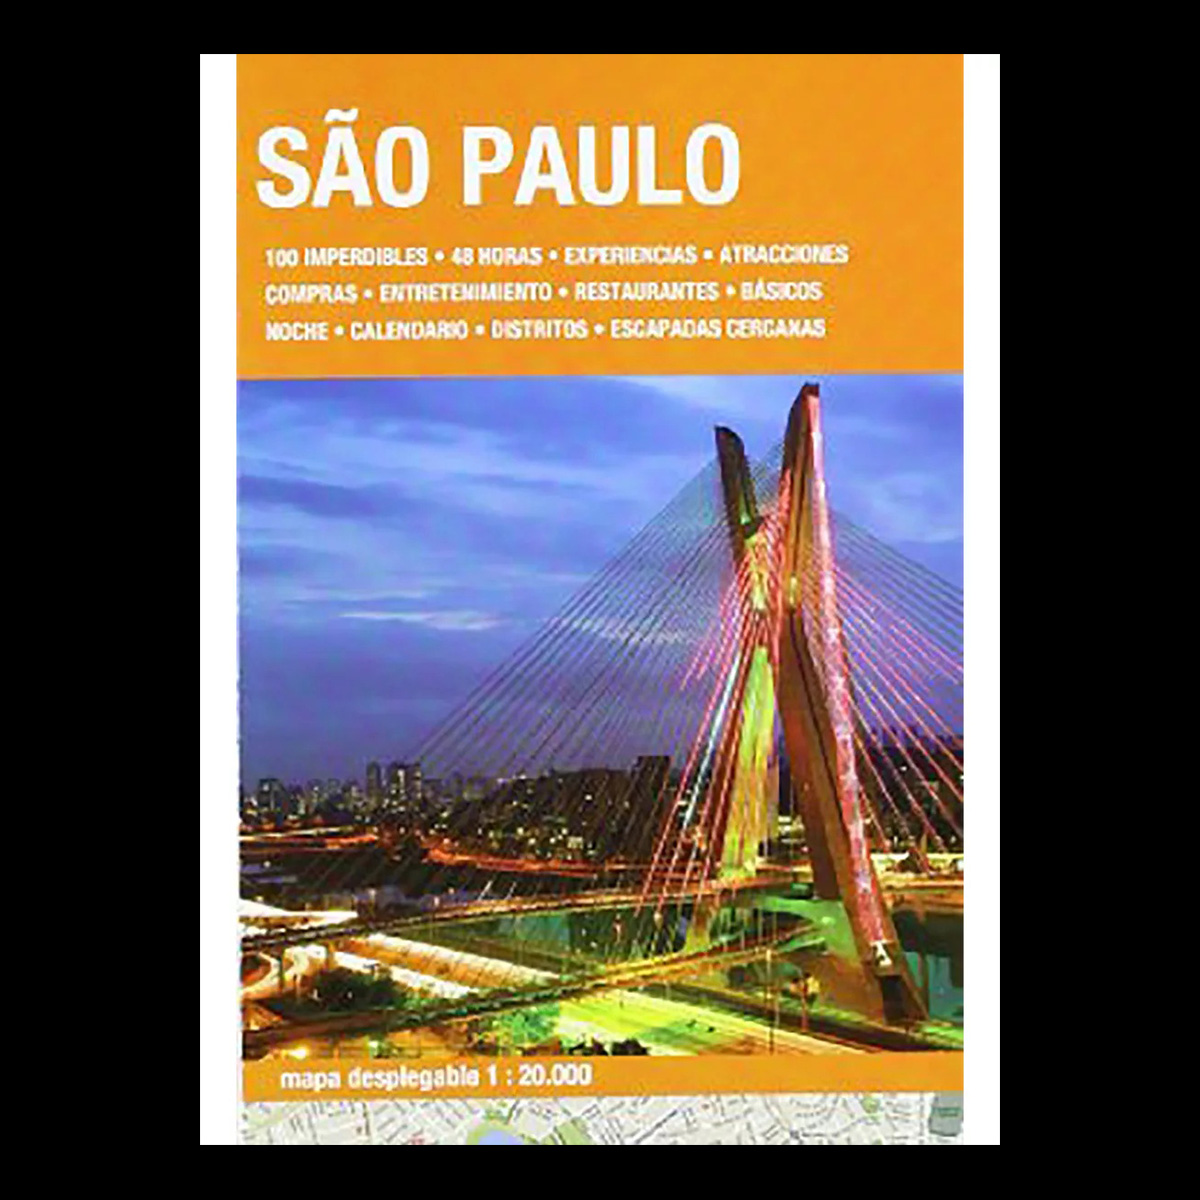 SÃO PAULO
100 IMPERDIBLES • 48 HORAS • EXPERIENCIAS • ATRACCIONES
COMPRAS • ENTRETENIMIENTO • RESTAURANTES • BÁSICOS
NOCHE • CALENDARIO • DISTRITOS • ESCAPADAS CERCANAS
mapa desplegable 1 : 20.000